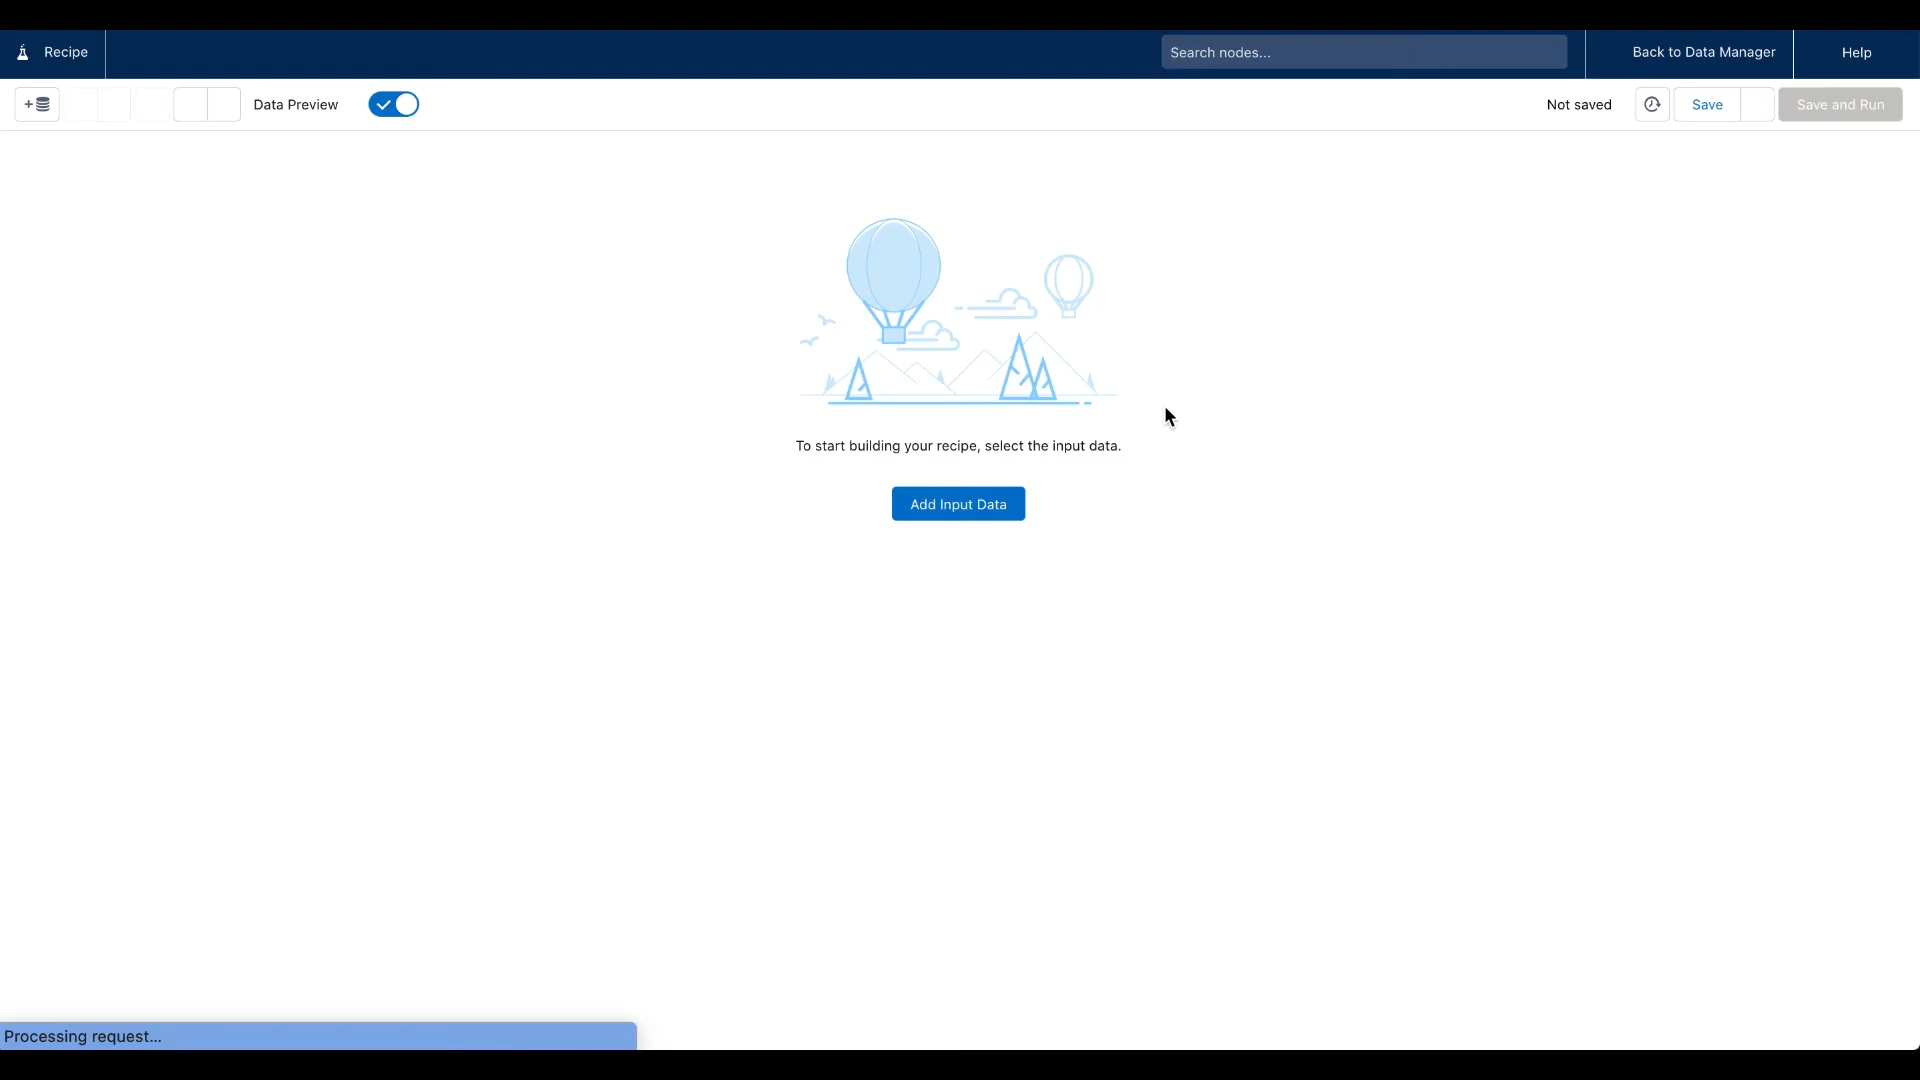 Recipe
Search nodes...
Back to Data Manager
Help
Data Preview
Not saved
Save
Save and Run
To start building your recipe, select the input data.
Add Input Data
Processing request...